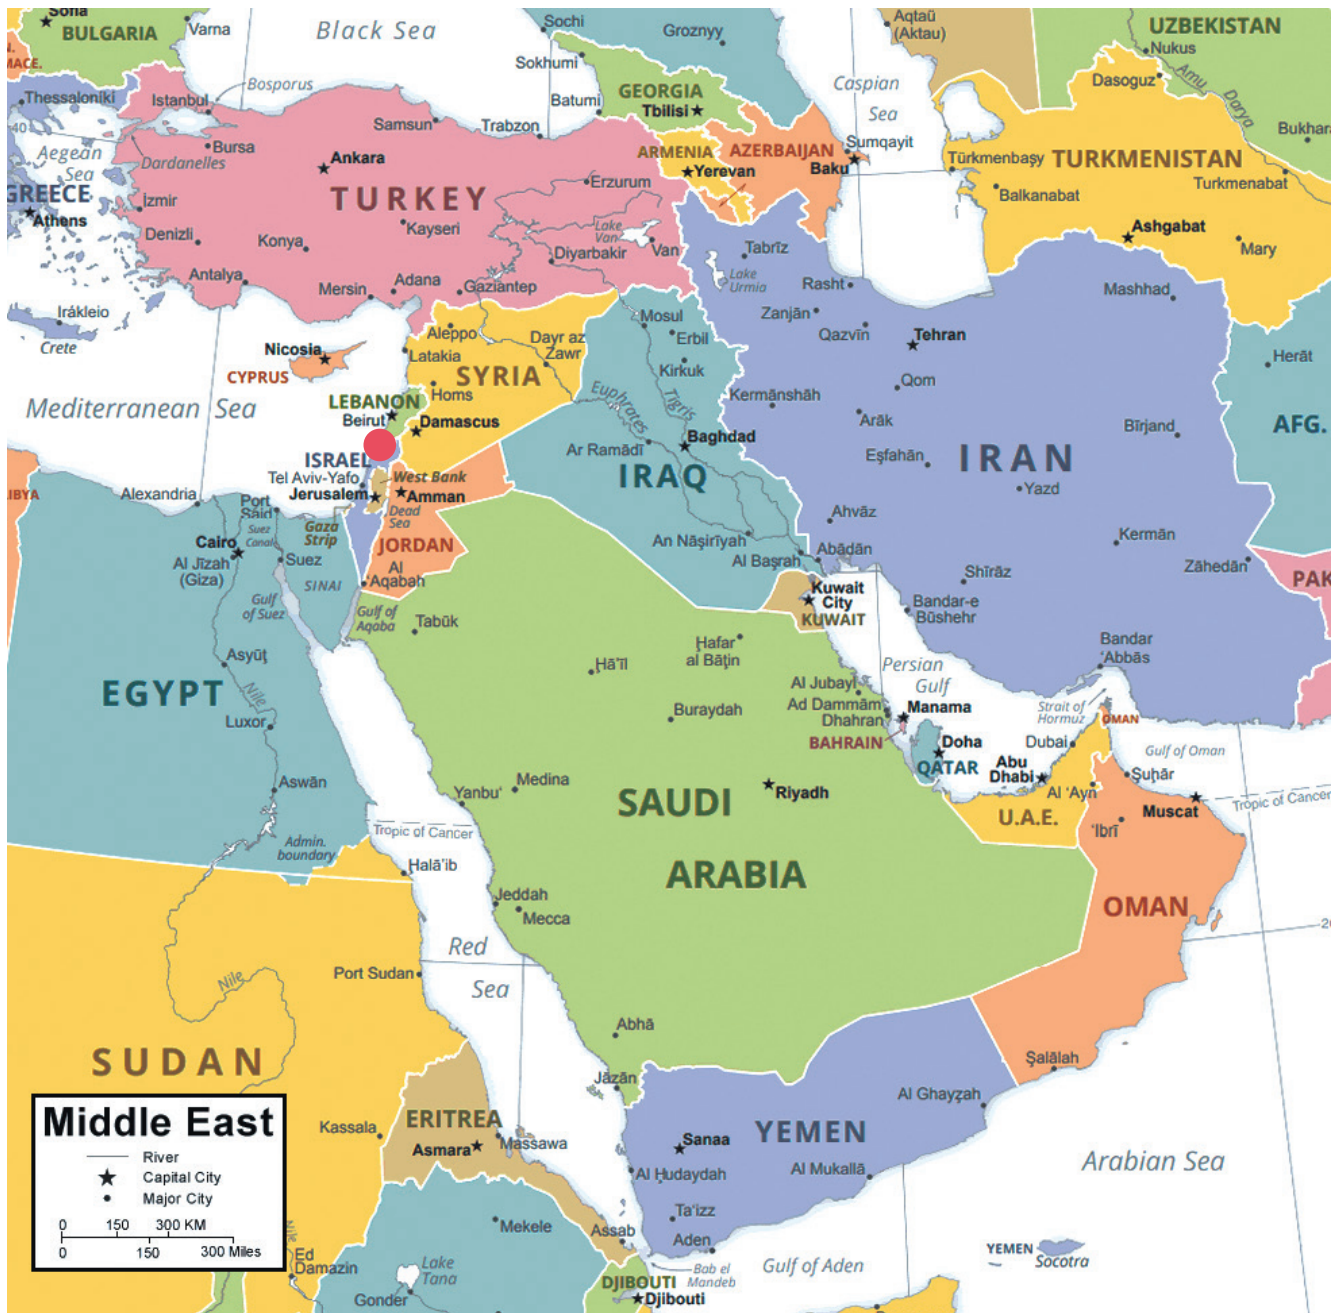 Sofia
BULGARIA
Varna
Black Sea
Sochi
Groznyy
Aqtaū
(Aktau)
UZBEKISTAN
Nukus
N.
MACE.
Sokhumi
GEORGIA
Tbilisi
Caspian
Sea
Dasoguz
Amu
Darya
Bosporus
Thessaloníki
Istanbul
Batumi
Samsun
Trabzon
Bukhara
40
Aegean
Sea
Bursa
Dardanelles
Ankara
ARMENIA
Yerevan
AZERBAIJAN
Baku
Sumqayit
Türkmenbaşy
TURKMENISTAN
Turkmenabat
Balkanabat
GREECE
Athens
İzmir
TURKEY
Erzurum
Kayseri
Lake
Van
Van
Denizli
Konya
Diyarbakir
Tabrīz
Ashgabat
Mary
Antalya
Mersin
Adana
Gaziantep
Lake
Urmia
Rasht
Mashhad
Irákleio
Crete
Mosul
Erbil
Zanjān
Qazvīn
Tehran
Aleppo
Dayr az
Zawr
Nicosia
CYPRUS
Latakia
SYRIA
Kirkuk
Qom
Herāt
Homs
Euphrates
Tigris
Kermānshāh
Mediterranean Sea
LEBANON
Beirut
Damascus
Arāk
Bīrjand
AFG.
Baghdad
Ar Ramādī
Eşfahān
IRAN
ISRAEL
Tel Aviv-Yafo
West Bank
IRAQ
Yazd
Jerusalem
Amman
LIBYA
Alexandria
Port
Said
Suez
Canal
Gaza
Strip
Dead
Sea
Ahvāz
Kermān
Cairo
Al Jīzah
(Giza)
Suez
JORDAN
An Nāşirīyah
Al Başrah
Abādān
Zāhedān
SINAI
Al
'Aqabah
Shīrāz
PAK
Kuwait
City
KUWAIT
Gulf
of Suez
Gulf of
Aqaba
Tabūk
Bandar-e
Būshehr
Bandar
'Abbās
Asyūţ
Ḩā'īl
Ḩafar
al Bāţin
Persian
Gulf
EGYPT
Nile
Luxor
Buraydah
Al Jubayl
Ad Dammām
Dhahran
Manama
BAHRAIN
Strait of
Hormuz
OMAN
Doha
QATAR
Dubai
Gulf of Oman
Abu
Dhabi
Aswān
Yanbu'
Medina
Riyadh
Al 'Ayn
Şuḩār
Muscat
Tropic of Cancer
SAUDI
ARABIA
U.A.E.
'Ibrī
Tropic of Cancer
Admin.
boundary
Halā'ib
Jeddah
Mecca
OMAN
20
Red
Sea
Nile
Port Sudan
Abhā
SUDAN
Jāzān
Şalālah
Al Ghayzah
Middle East
River
Capital City
Major City
0 150 300 KM
0 150 300 Miles
Kassala
ERITREA
Asmara
Massawa
Sanaa
YEMEN
Al Ḩudaydah
Al Mukallā
Arabian Sea
Mekele
Assab
Ta'izz
Aden
YEMEN
Socotra
Nile
Ed
Damazin
Lake
Tana
Gonder
Bab el
Mandeb
Gulf of Aden
DJIBOUTI
Djibouti